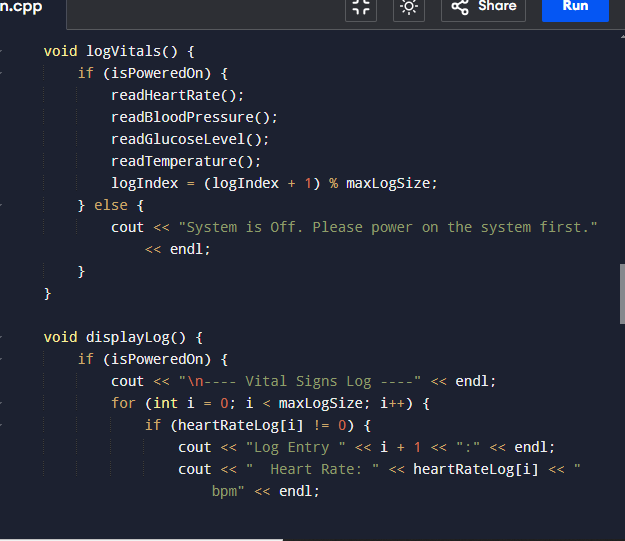 n.cpp
Share
Run
void logVitals() {
if (isPoweredOn) {
readHeartRate();
readBloodPressure();
readGlucoseLevel();
readTemperature();
logIndex = (logIndex + 1) % maxLogSize;
} else {
cout << "System is Off. Please power on the system first."
<< endl;
}
}
void displayLog() {
if (isPoweredOn) {
cout << "\n---- Vital Signs Log ----" << endl;
for (int i = 0; i < maxLogSize; i++) {
if (heartRateLog[i] != 0) {
cout << "Log Entry " << i + 1 << ":" << endl;
cout << "  Heart Rate: " << heartRateLog[i] << "
bpm" << endl;